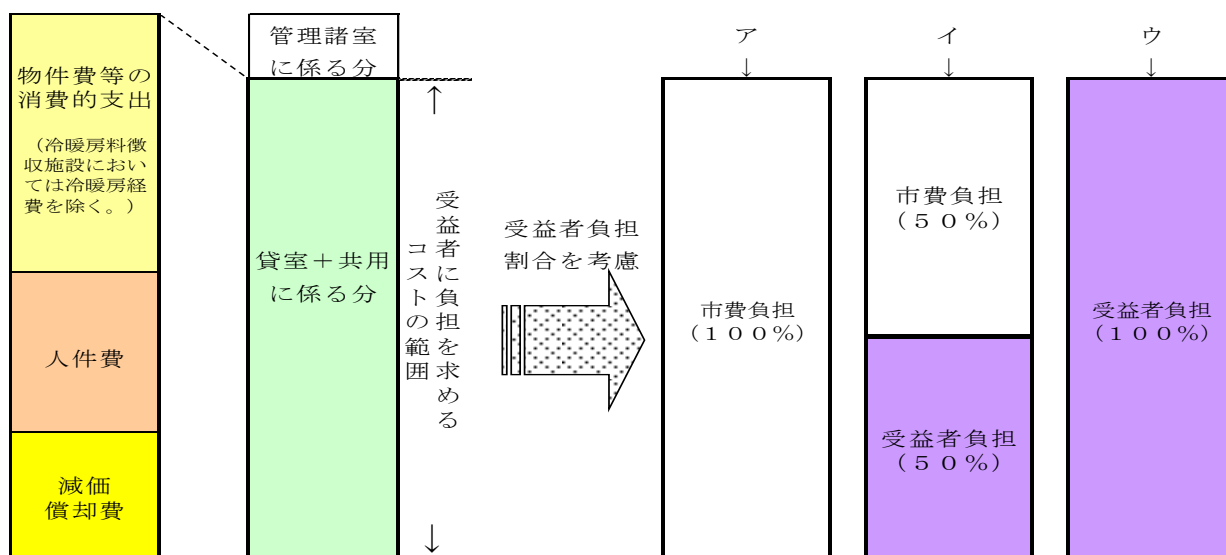 物件費等の
消費的支出
（冷暖房料徴
収施設におい
ては冷暖房経
費を除く。）
人件費
減価
償却費
管理諸室
に係る分
貸室＋共用
に係る分
受益者に負担を求める
コストの範囲
受益者負担
割合を考慮
ア
↓
市費負担
(１００%)
イ
↓
市費負担
(５０%)
受益者負担
(５０%)
ウ
↓
受益者負担
(１００%)